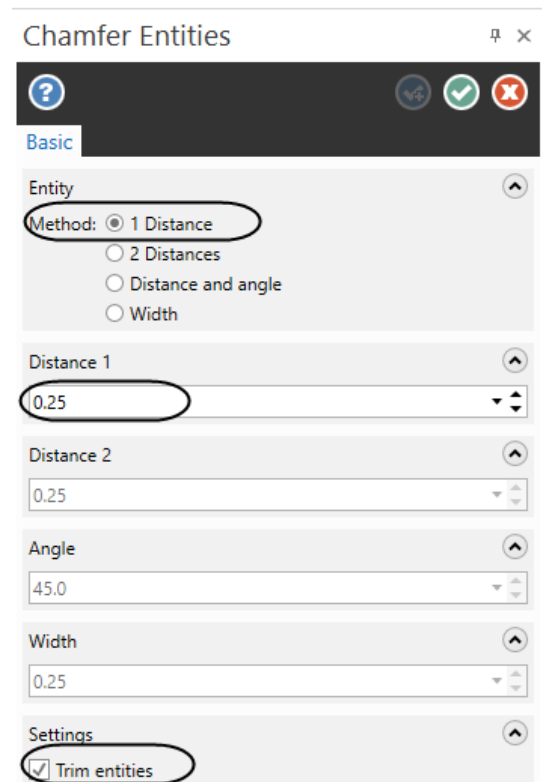 Chamfer Entities
Basic
Entity
Method: 1 Distance
2 Distances
Distance and angle
Width
Distance 1
0.25
Distance 2
0.25
Angle
45.0
Width
0.25
Settings
Trim entities